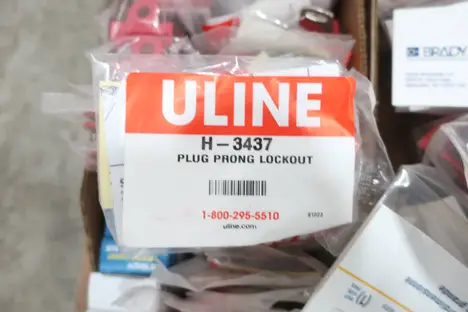 ULINE
H-3437
PLUG PRONG LOCKOUT
1-800-295-5510
uline.com
BRADY